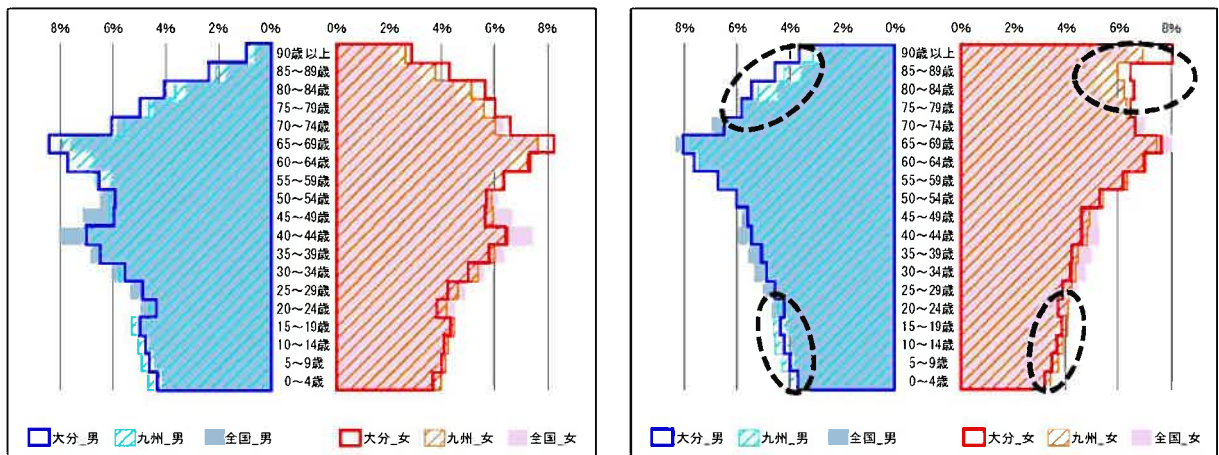 8% 6% 4% 2% 0% 0% 2% 4% 6% 8%
90歳以上
85～89歳
80～84歳
75～79歳
70～74歳
65～69歳
60～64歳
55～59歳
50～54歳
45～49歳
40～44歳
35～39歳
30～34歳
25～29歳
20～24歳
15～19歳
10～14歳
5～9歳
0～4歳
大分_男 九州_男 全国_男 大分_女 九州_女 全国_女
8% 6% 4% 2% 0% 0% 2% 4% 6% 8%
90歳以上
85～89歳
80～84歳
75～79歳
70～74歳
65～69歳
60～64歳
55～59歳
50～54歳
45～49歳
40～44歳
35～39歳
30～34歳
25～29歳
20～24歳
15～19歳
10～14歳
5～9歳
0～4歳
大分_男 九州_男 全国_男 大分_女 九州_女 全国_女